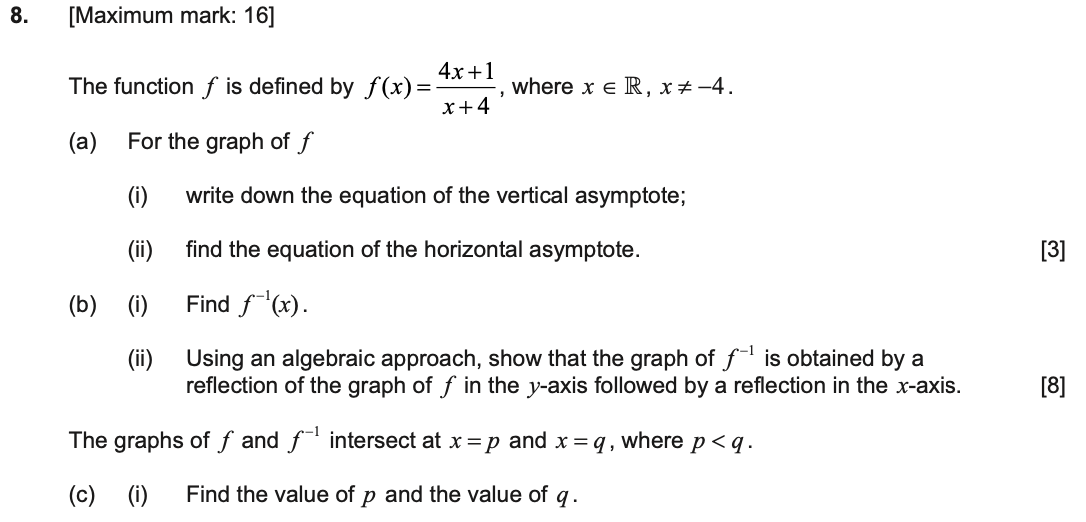 8. [Maximum mark: 16]
The function f is defined by f(x) = \frac{4x+1}{x+4}, where x ∈ ℝ, x ≠ −4.
(a) For the graph of f
(i) write down the equation of the vertical asymptote;
(ii) find the equation of the horizontal asymptote. [3]
(b) (i) Find f⁻¹(x).
(ii) Using an algebraic approach, show that the graph of f⁻¹ is obtained by a
reflection of the graph of f in the y-axis followed by a reflection in the x-axis. [8]
The graphs of f and f⁻¹ intersect at x = p and x = q, where p < q.
(c) (i) Find the value of p and the value of q.